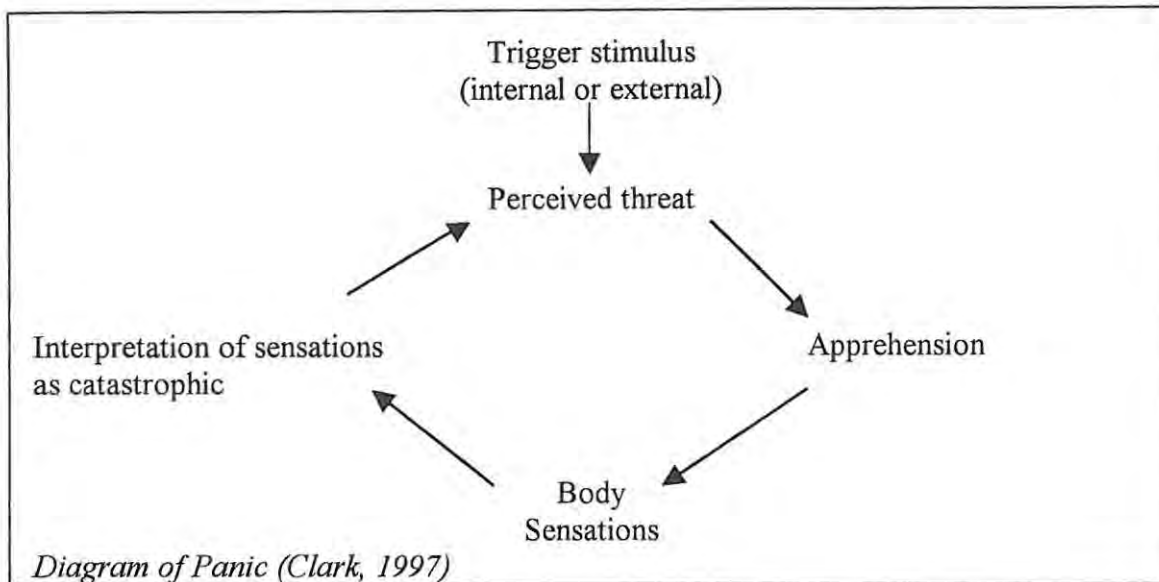 Trigger stimulus
(internal or external)
Perceived threat
Apprehension
Body
Sensations
Interpretation of sensations
as catastrophic
Diagram of Panic (Clark, 1997)